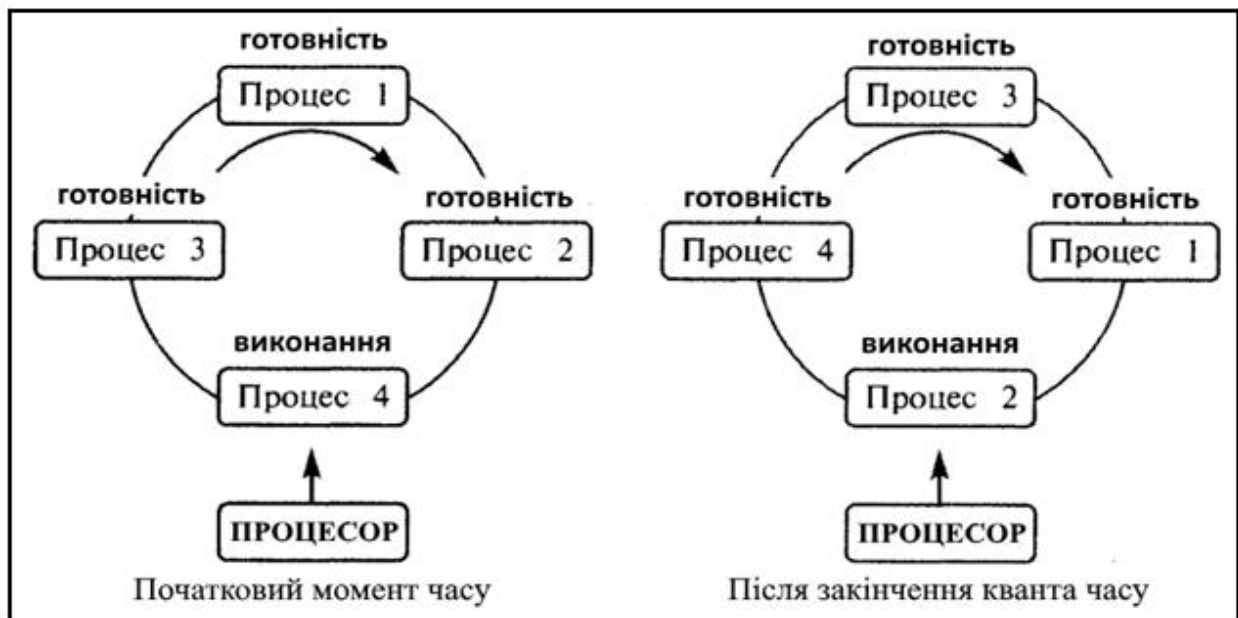 готовність
Процес 1
готовність
Процес 3
готовність
Процес 2
виконання
Процес 4
ПРОЦЕСОР
Початковий момент часу
готовність
Процес 3
готовність
Процес 4
готовність
Процес 1
виконання
Процес 2
ПРОЦЕСОР
Після закінчення кванта часу